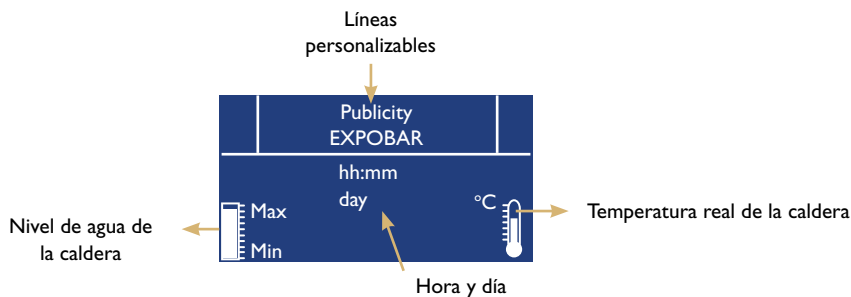 Líneas
personalizables
Publicity
EXPOBAR
hh:mm
day
Max
Min
°C
Nivel de agua de
la caldera
Temperatura real de la caldera
Hora y día